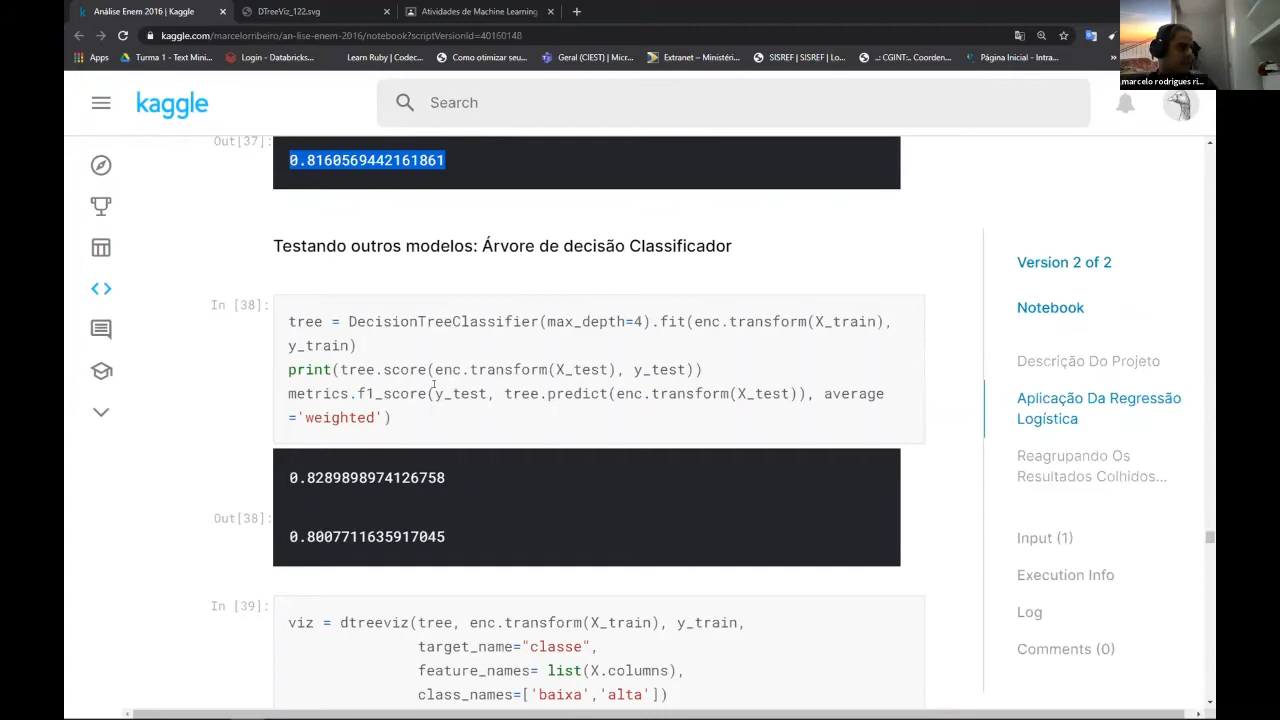 Análise Enem 2016 | Kaggle
DTreeViz_122.svg
Atividades de Machine Learning
kaggle.com/marcelorribeiro/an-lise-enem-2016/notebook?scriptVersionId=40160148
Apps
Turma 1 - Text Mini...
Login - Databricks...
Learn Ruby | Codec...
Como otimizar seu...
Geral (CIEST) | Micr...
Extranet – Ministéri...
SISREF | SISREF | Lo...
..: CGINT:.. Coorden...
Página Inicial - Intra...
»
marcelo rodrigues ri...
kaggle
Search
Out[37]:
0.8160569442161861
Testando outros modelos: Árvore de decisão Classificador
In [38]:
tree = DecisionTreeClassifier(max_depth=4).fit(enc.transform(X_train),
y_train)
print(tree.score(enc.transform(X_test), y_test))
metrics.f1_score(y_test, tree.predict(enc.transform(X_test)), average
='weighted')
0.8289898974126758
Out[38]:
0.8007711635917045
In [39]:
viz = dtreeviz(tree, enc.transform(X_train), y_train,
target_name="classe",
feature_names= list(X.columns),
class_names=['baixa','alta'])
Version 2 of 2
Notebook
Descrição Do Projeto
Aplicação Da Regressão
Logística
Reagrupando Os
Resultados Colhidos...
Input (1)
Execution Info
Log
Comments (0)